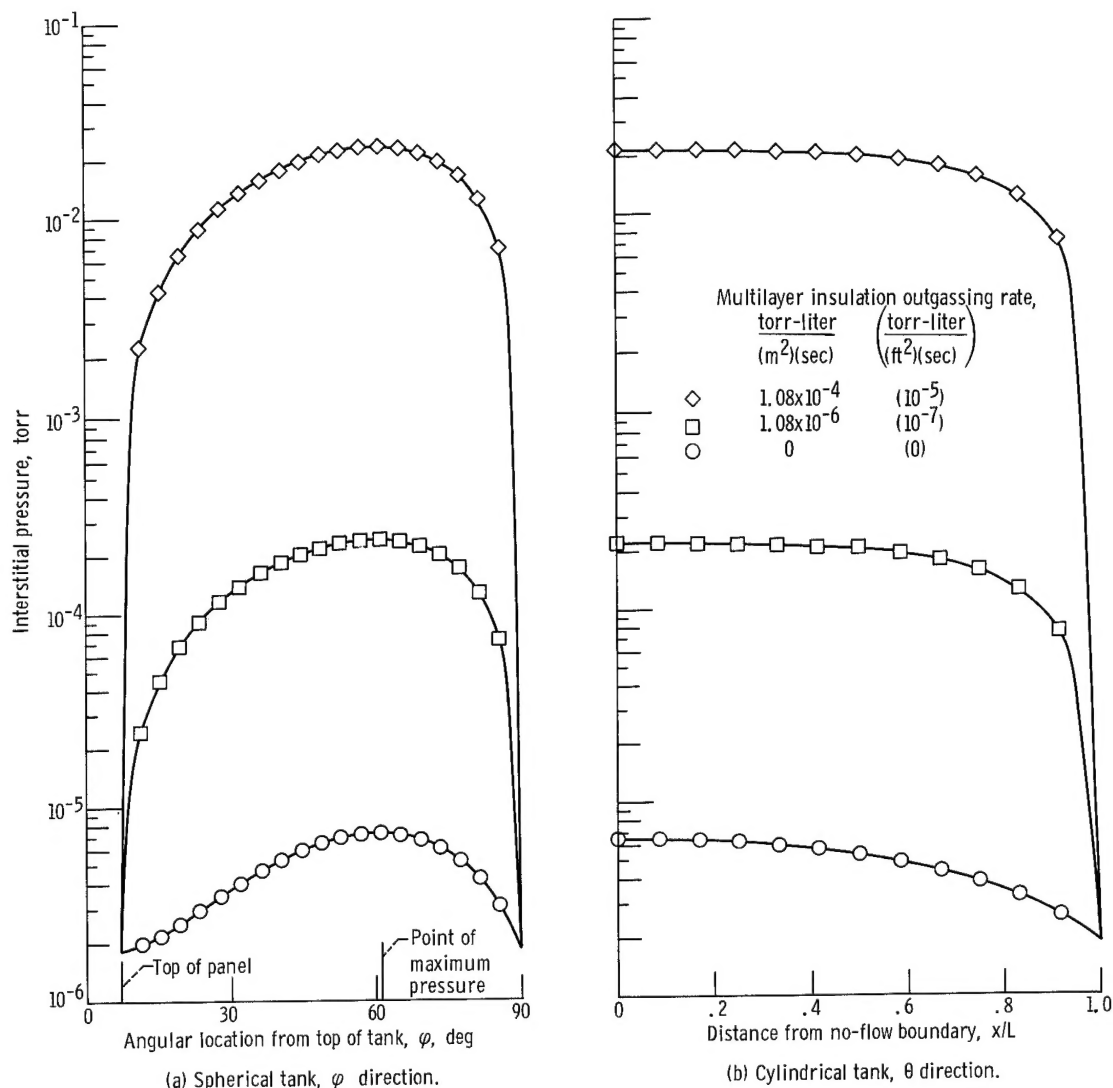 10⁻¹
10⁻²
10⁻³
10⁻⁴
10⁻⁵
10⁻⁶
Interstitial pressure, torr
Top of panel
Point of
maximum
pressure
0 30 60 90
Angular location from top of tank, φ, deg
(a) Spherical tank, φ direction.
Multilayer insulation outgassing rate,
torr-liter (torr-liter)
(m²)(sec) (ft²)(sec)
1.08x10⁻⁴ (10⁻⁵)
1.08x10⁻⁶ (10⁻⁷)
0 (0)
0 .2 .4 .6 .8 1.0
Distance from no-flow boundary, x/L
(b) Cylindrical tank, θ direction.